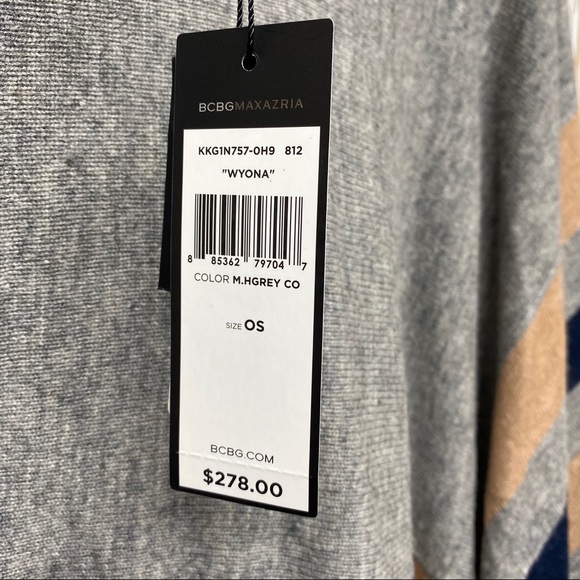 BCBGMAXAZRIA
KKG1N757-0H9 812
"WYONA"
8 85362 79704 7
COLOR M.HGREY CO
SIZE OS
BCBG.COM
$278.00